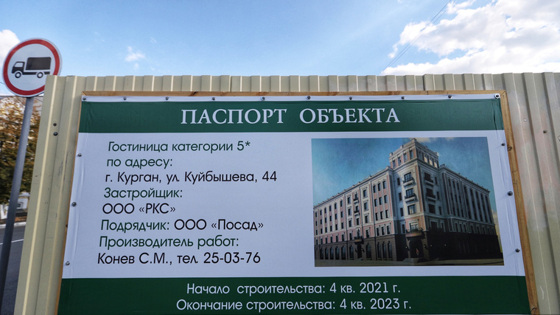 ПАСПОРТ ОБЪЕКТА
Гостиница категории 5*
по адресу:
г. Курган, ул. Куйбышева, 44
Застройщик:
ООО «РКС»
Подрядчик: ООО «Посад»
Производитель работ:
Конев С.М., тел. 25-03-76
Начало строительства: 4 кв. 2021 г.
Окончание строительства: 4 кв. 2023 г.